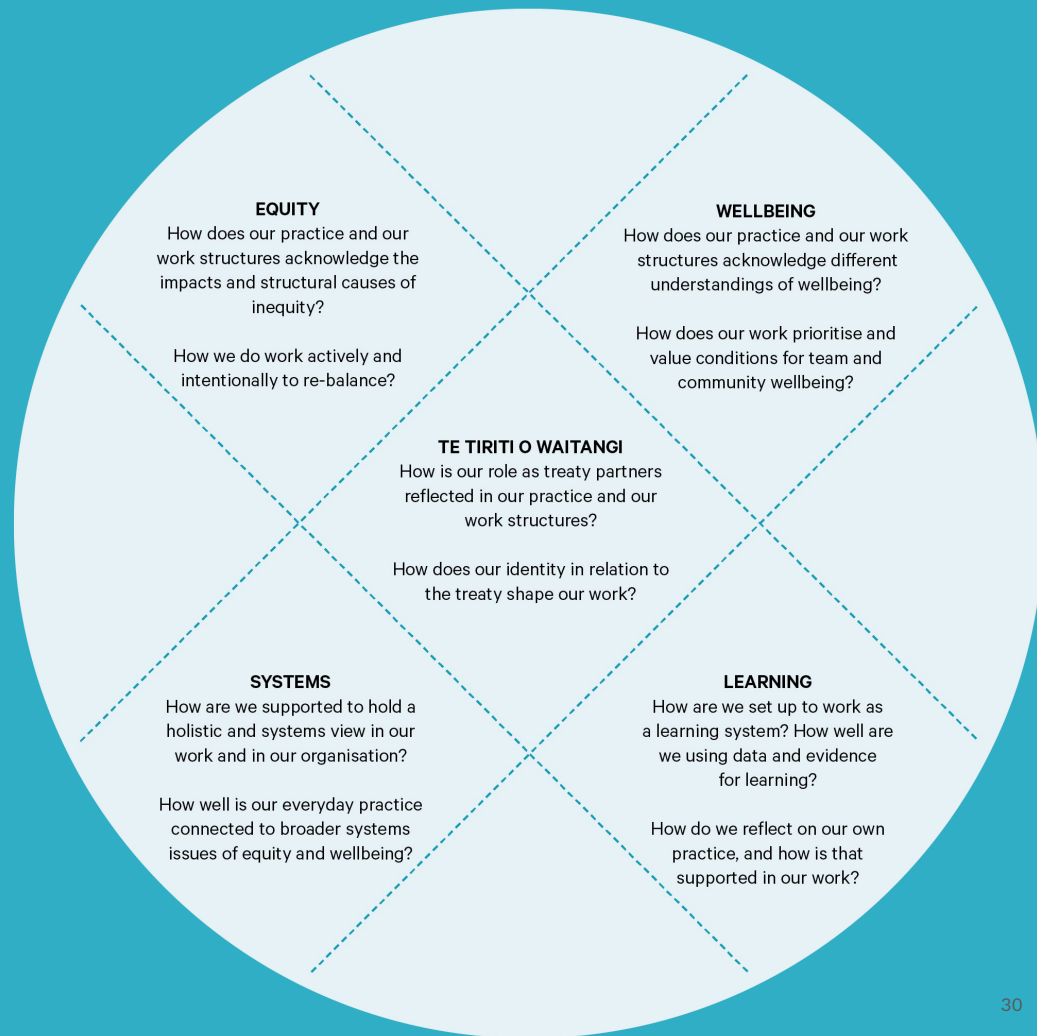 EQUITY
How does our practice and our
work structures acknowledge the
impacts and structural causes of
inequity?
How we do work actively and
intentionally to re-balance?
WELLBEING
How does our practice and our work
structures acknowledge different
understandings of wellbeing?
How does our work prioritise and
value conditions for team and
community wellbeing?
TE TIRITI O WAITANGI
How is our role as treaty partners
reflected in our practice and our
work structures?
How does our identity in relation to
the treaty shape our work?
SYSTEMS
How are we supported to hold a
holistic and systems view in our
work and in our organisation?
How well is our everyday practice
connected to broader systems
issues of equity and wellbeing?
LEARNING
How are we set up to work as
a learning system? How well are
we using data and evidence
for learning?
How do we reflect on our own
practice, and how is that
supported in our work?
30